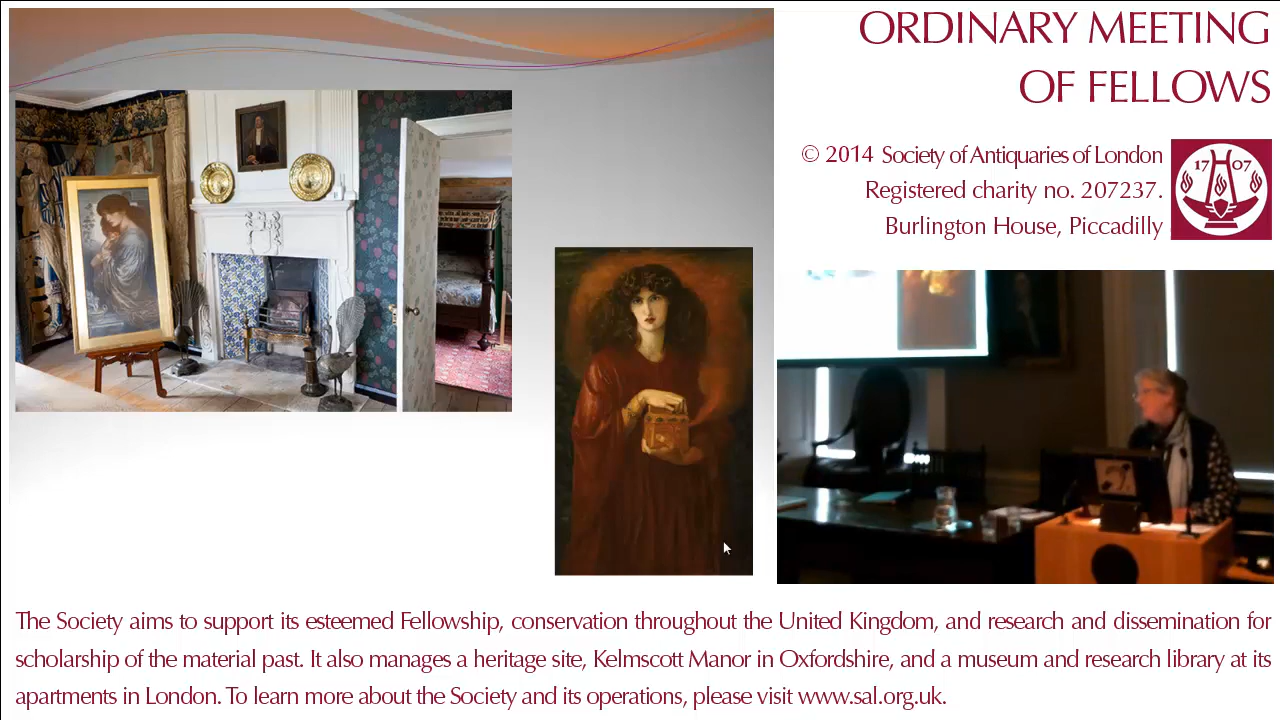 ORDINARY MEETING
OF FELLOWS
© 2014 Society of Antiquaries of London
Registered charity no. 207237.
Burlington House, Piccadilly
17 07
The Society aims to support its esteemed Fellowship, conservation throughout the United Kingdom, and research and dissemination for
scholarship of the material past. It also manages a heritage site, Kelmscott Manor in Oxfordshire, and a museum and research library at its
apartments in London. To learn more about the Society and its operations, please visit www.sal.org.uk.